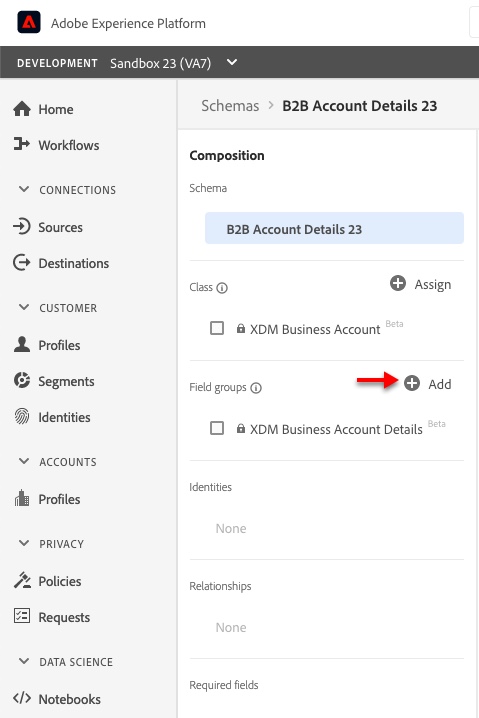 Adobe Experience Platform
DEVELOPMENT Sandbox 23 (VA7)
Home
Workflows
CONNECTIONS
Sources
Destinations
CUSTOMER
Profiles
Segments
Identities
ACCOUNTS
Profiles
PRIVACY
Policies
Requests
DATA SCIENCE
Notebooks
Schemas > B2B Account Details 23
Composition
Schema
B2B Account Details 23
Class Assign
XDM Business Account Beta
Field groups Add
XDM Business Account Details Beta
Identities
None
Relationships
None
Required fields